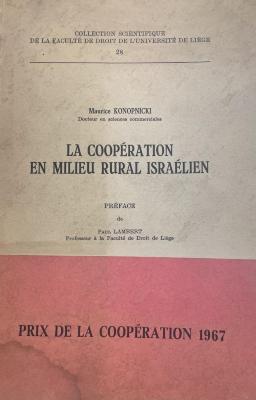 COLLECTION SCIENTIFIQUE
DE LA FACULTÉ DE DROIT DE L'UNIVERSITÉ DE LIÈGE
28
Maurice KONOPNICKI
Docteur en sciences commerciales
LA COOPÉRATION
EN MILIEU RURAL ISRAÉLIEN
PRÉFACE
de
Paul LAMBERT
Professeur à la Faculté de Droit de Liège
PRIX DE LA COOPÉRATION 1967